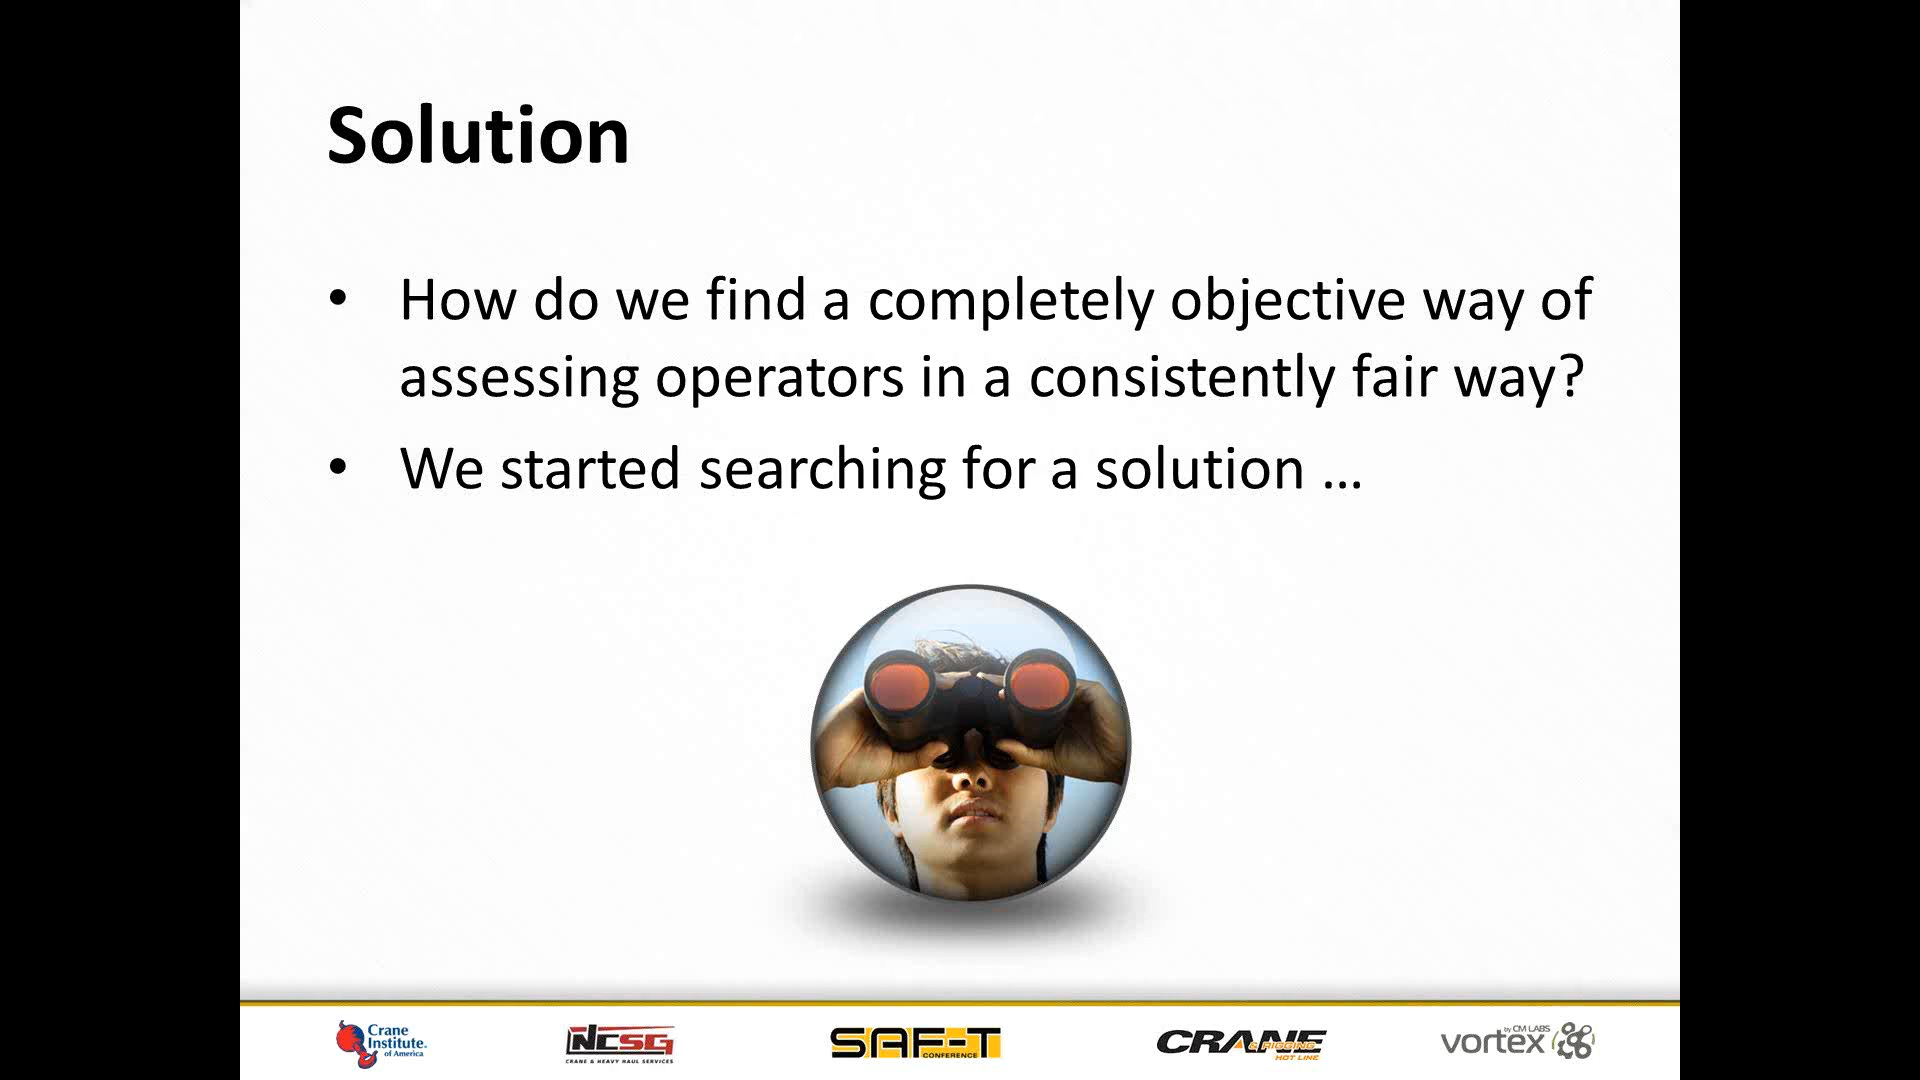 Solution
• How do we find a completely objective way of
assessing operators in a consistently fair way?
• We started searching for a solution ...
Crane
Institute.
of America
NCSG
CRANE & HEAVY HAUL SERVICES
SAF-T
CONFERENCE
CRANE
& RIGGING
HOT LINE
by CM LABS
vortex